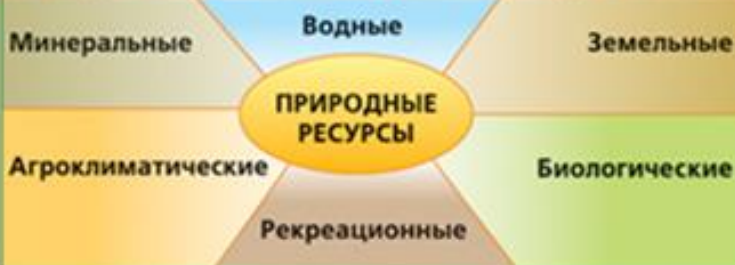 Водные
Минеральные
Земельные
ПРИРОДНЫЕ
РЕСУРСЫ
Агроклиматические
Биологические
Рекреационные